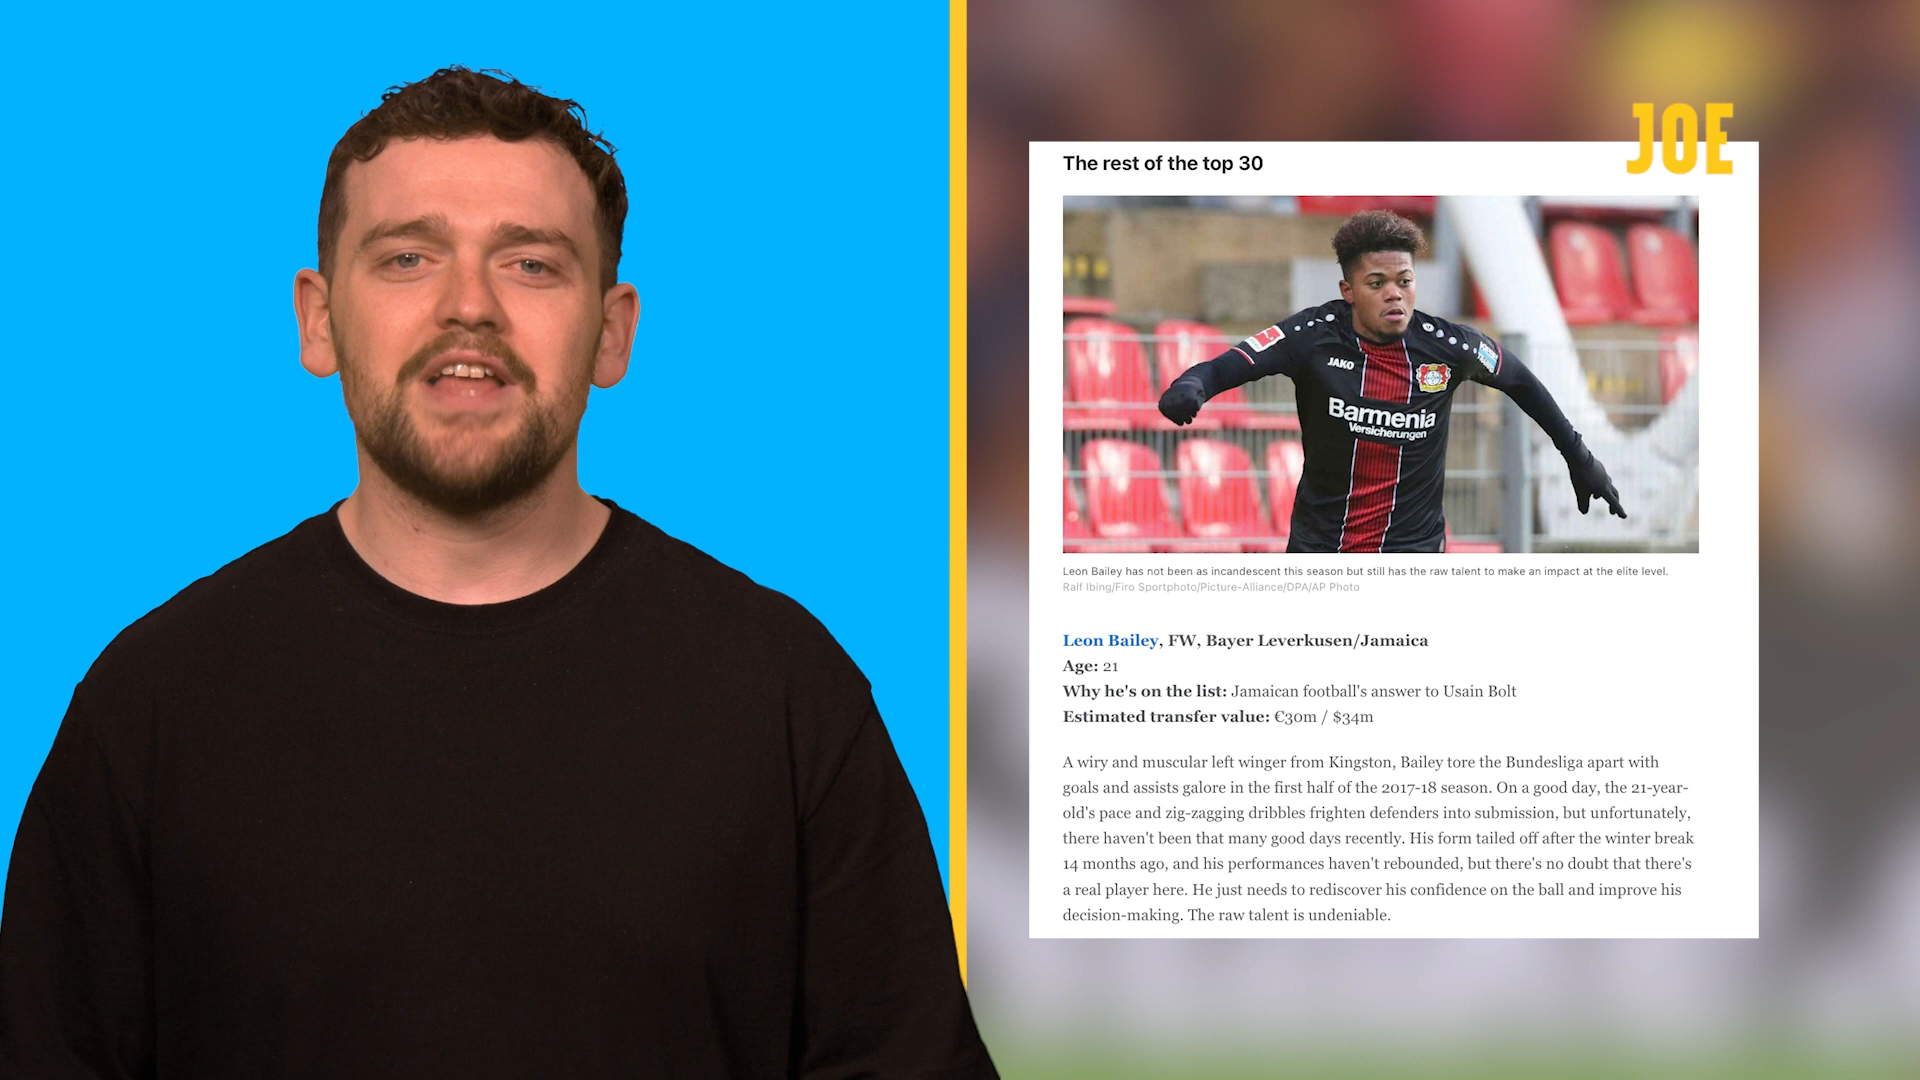 JOE
The rest of the top 30
JAKO
Barmenia
Versicherungen
Leon Bailey has not been as incandescent this season but still has the raw talent to make an impact at the elite level.
Ralf Ibing/Firo Sportphoto/Picture-Alliance/DPA/AP Photo
Leon Bailey, FW, Bayer Leverkusen/Jamaica
Age: 21
Why he's on the list: Jamaican football's answer to Usain Bolt
Estimated transfer value: €30m / $34m
A wiry and muscular left winger from Kingston, Bailey tore the Bundesliga apart with
goals and assists galore in the first half of the 2017-18 season. On a good day, the 21-year-
old's pace and zig-zagging dribbles frighten defenders into submission, but unfortunately,
there haven't been that many good days recently. His form tailed off after the winter break
14 months ago, and his performances haven't rebounded, but there's no doubt that there's
a real player here. He just needs to rediscover his confidence on the ball and improve his
decision-making. The raw talent is undeniable.